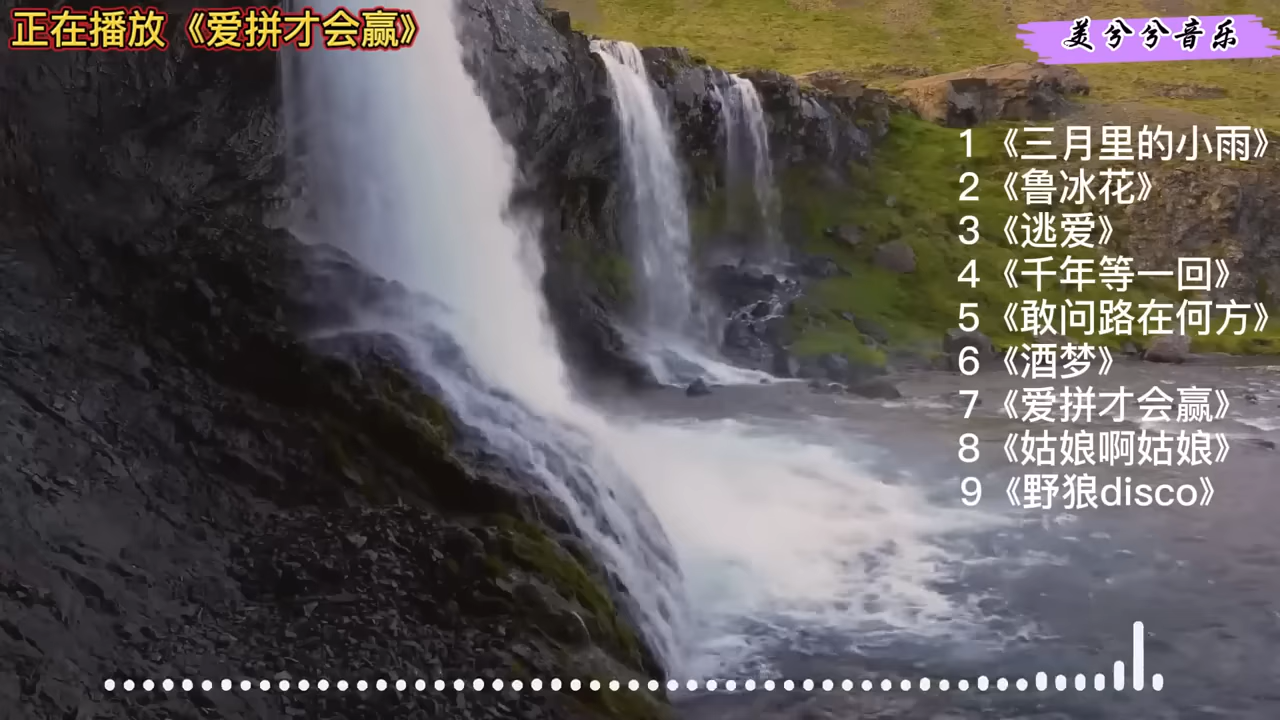 正在播放《爱拼才会赢》
美兮兮音乐
1《三月里的小雨》
2《鲁冰花》
3《逃爱》
4《千年等一回》
5《敢问路在何方》
6《酒梦》
7《爱拼才会赢》
8《姑娘啊姑娘》
9《野狼disco》